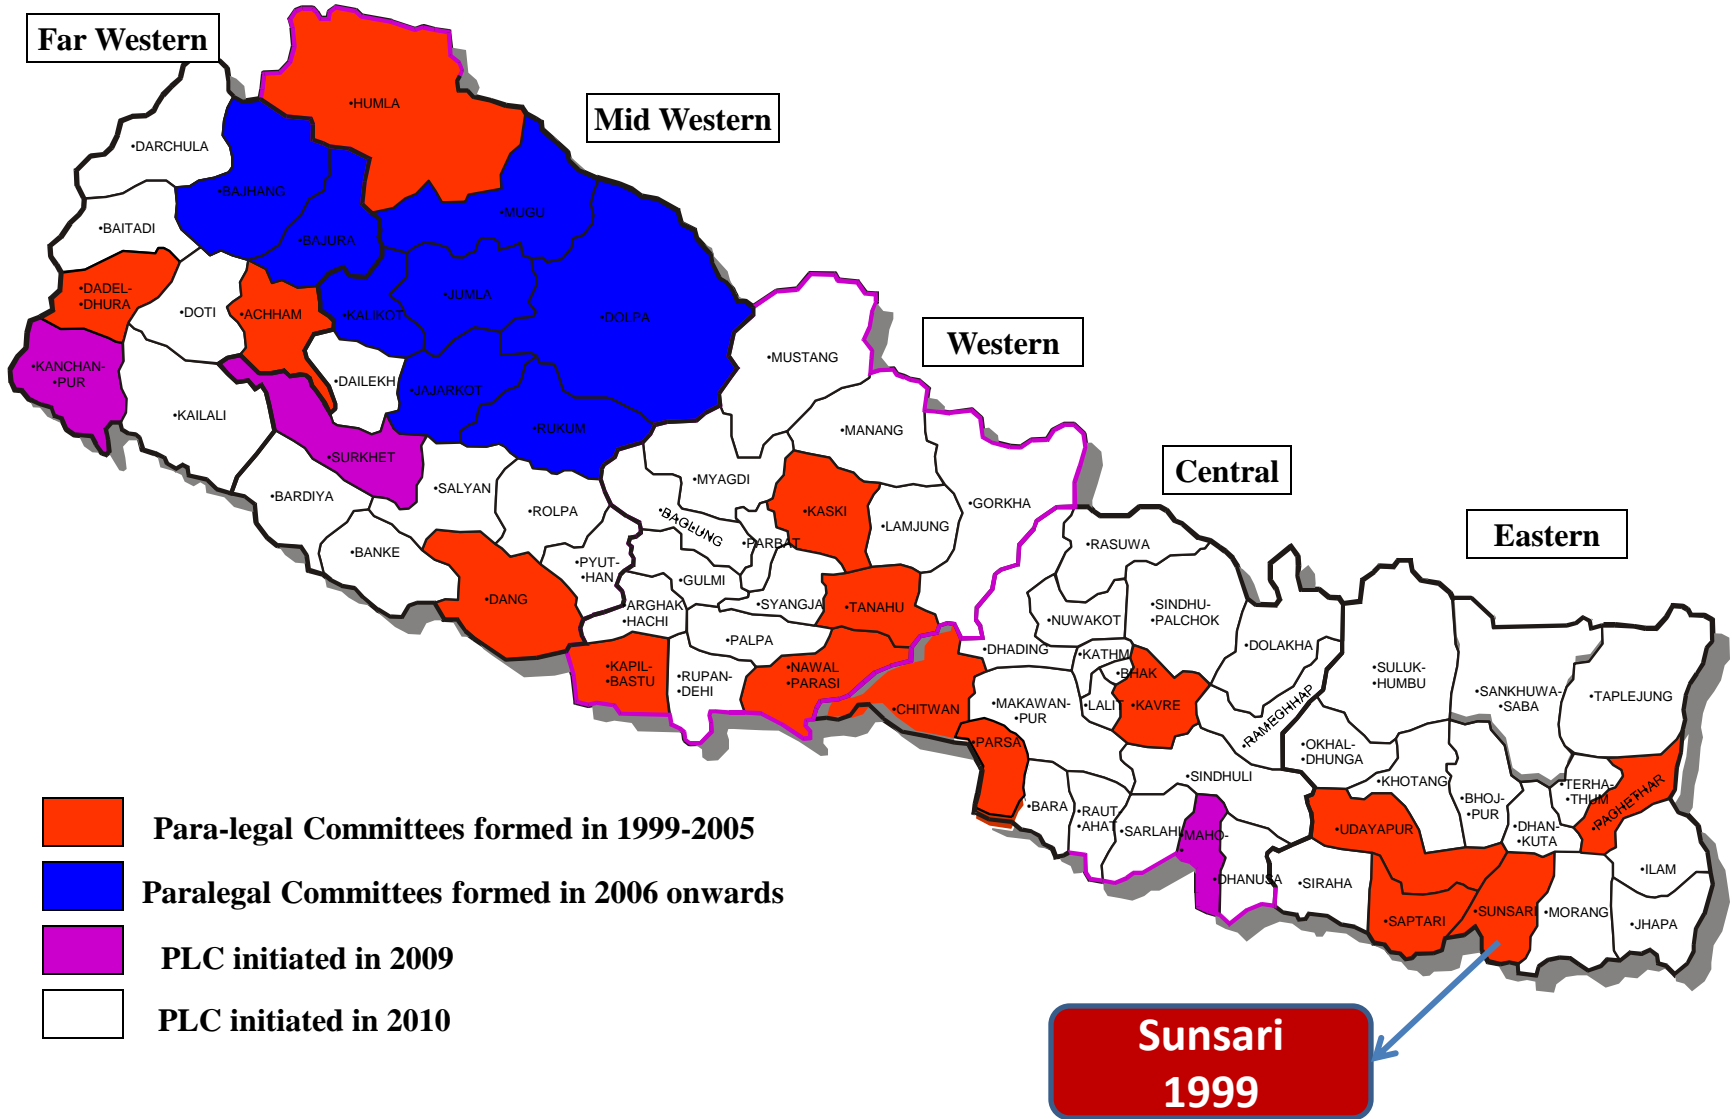 Far Western
Mid Western
Western
Central
Eastern
•HUMLA
•DARCHULA
•BAJHANG
•BAITADI
•BAJURA
•MUGU
•DADEL-
•DHURA
•DOTI
•ACHHAM
•KALIKOT
•JUMLA
•DOLPA
•KANCHAN-
•PUR
•KAILALI
•DAILEKH
•JAJARKOT
•RUKUM
•SURKHET
•MUSTANG
•MANANG
•BARDIYA
•SALYAN
•ROLPA
•BANKE
•PYUT-
•HAN
•DANG
•MYAGDI
•BAGLUNG
•PARBAT
•KASKI
•LAMJUNG
•GORKHA
•GULMI
•ARGHAK
•HACHI
•SYANGJA
•TANAHU
•PALPA
•KAPIL-
•BASTU
•RUPAN-
•DEHI
•NAWAL
•PARASI
•CHITWAN
•RASUWA
•NUWAKOT
•SINDHU-
•PALCHOK
•DHADING
•KATHM
•BHAK
•LALIT
•KAVRE
•DOLAKHA
•RAMEGHHAP
•MAKAWAN-
•PUR
•PARSA
•BARA
•RAUT
•AHAT
•SARLAHI
•MAHO-
•
•DHANUSA
•SINDHULI
•SULUK-
•HUMBU
•SANKHUWA-
•SABA
•TAPLEJUNG
•OKHAL-
•DHUNGA
•KHOTANG
•BHOJ-
•PUR
•TERHA-
•THUM
•PAGHETHAR
•DHAN-
•KUTA
•UDAYAPUR
•SIRAHA
•SAPTARI
•SUNSARI
•MORANG
•ILAM
•JHAPA
Para-legal Committees formed in 1999-2005
Paralegal Committees formed in 2006 onwards
PLC initiated in 2009
PLC initiated in 2010
Sunsari
1999